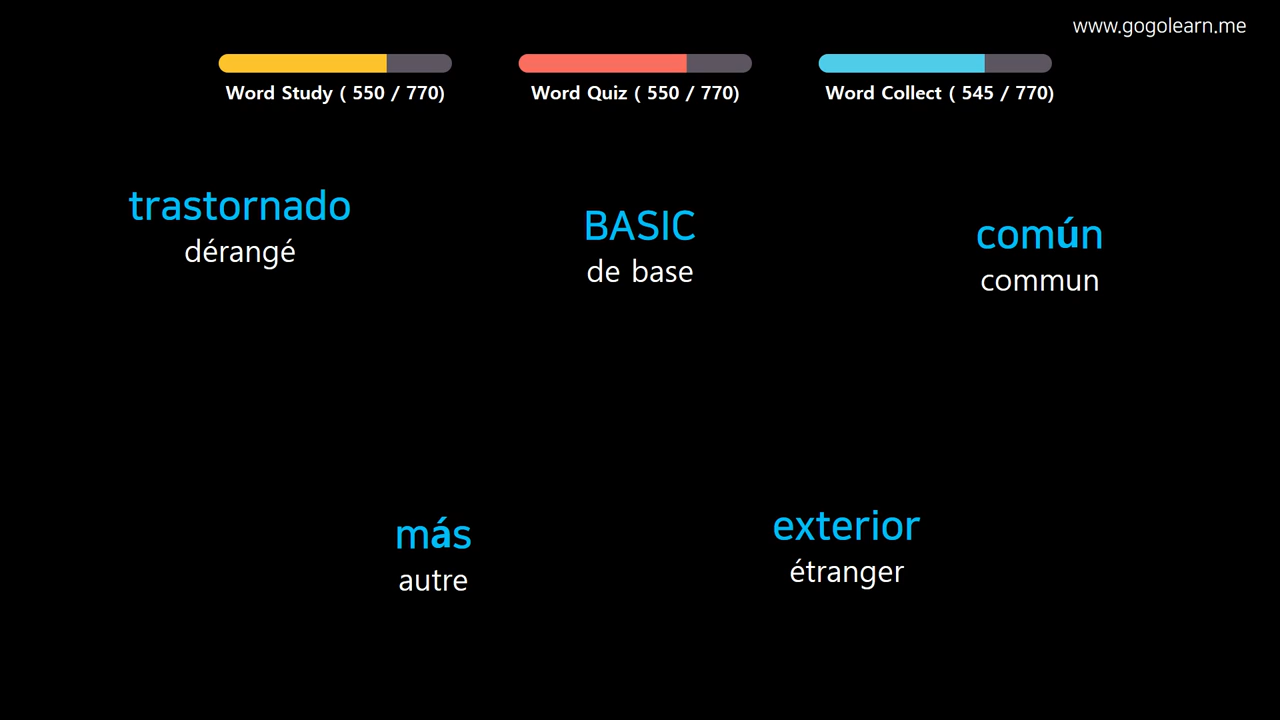 www.gogolearn.me
Word Study ( 550 / 770)
Word Quiz ( 550 / 770)
Word Collect ( 545 / 770)
trastornado
dérangé
BASIC
de base
común
commun
más
autre
exterior
étranger